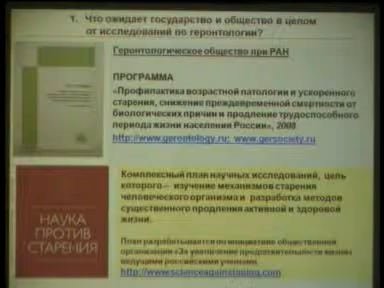 1. Что ожидает государство и общество в целом
от исследований по геронтологии?
Геронтологическое общество при РАН
ПРОГРАММА
«Профилактика возрастной патологии и ускоренного
старения, снижение преждевременной смертности от
биологических причин и продление трудоспособного
периода жизни населения России», 2008
http://www.gerontology.ru; www.gersociety.ru
Комплексный план научных исследований, цель
которого – изучение механизмов старения
человеческого организма и разработка методов
существенного продления активной и здоровой
жизни.
НАУКА
ПРОТИВ
СТАРЕНИЯ
План разрабатывается по инициативе общественной
организации «За увеличение продолжительности жизни»
ведущими российскими учеными.
http://www.scienceagainstaging.com